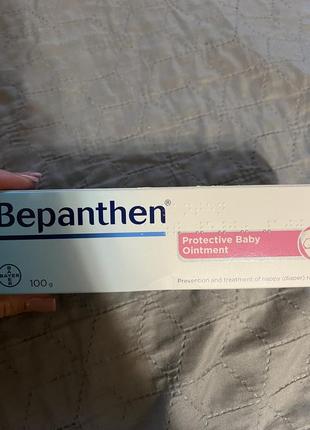 Bepanthen®
Protective Baby
Ointment
Prevention and treatment of nappy (diaper)
BAYER
100 g